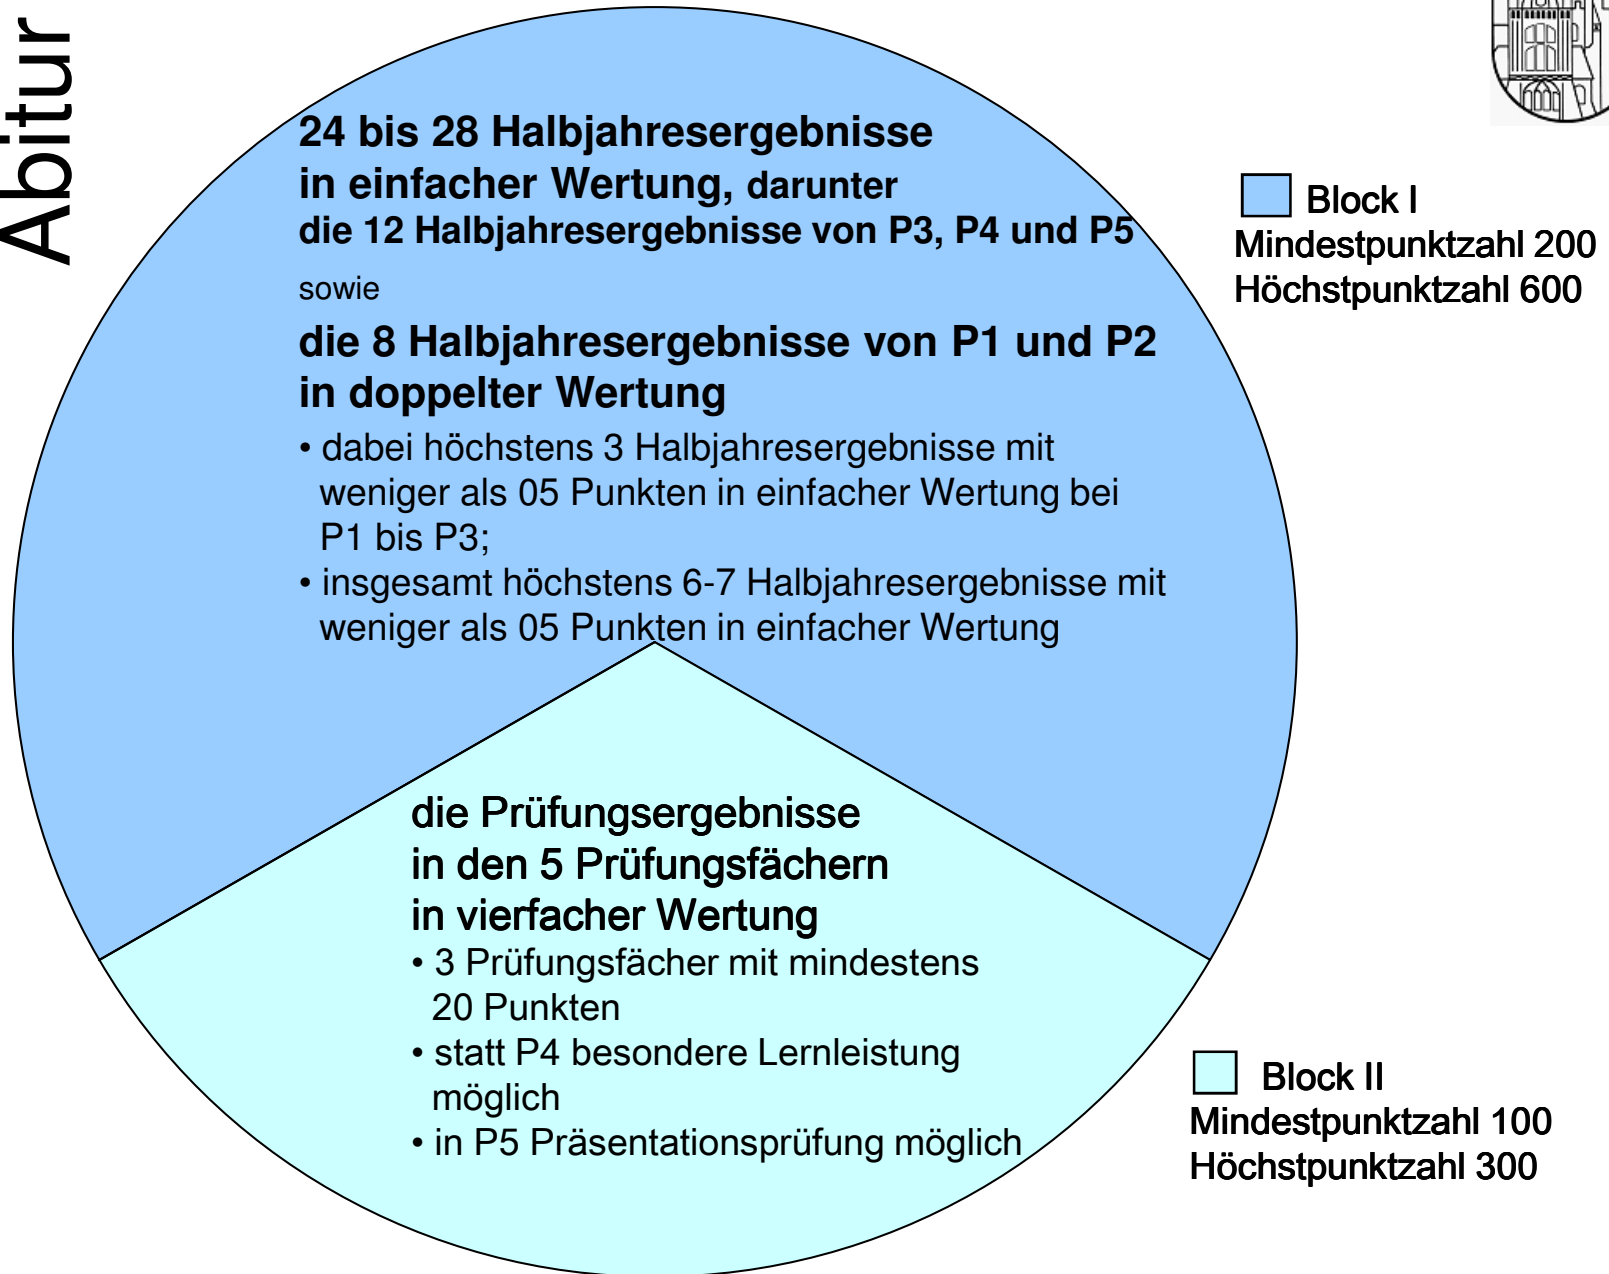 Abitur
24 bis 28 Halbjahresergebnisse
in einfacher Wertung, darunter
die 12 Halbjahresergebnisse von P3, P4 und P5
sowie
die 8 Halbjahresergebnisse von P1 und P2
in doppelter Wertung
• dabei höchstens 3 Halbjahresergebnisse mit
weniger als 05 Punkten in einfacher Wertung bei
P1 bis P3;
• insgesamt höchstens 6-7 Halbjahresergebnisse mit
weniger als 05 Punkten in einfacher Wertung
Block I
Mindestpunktzahl 200
Höchstpunktzahl 600
die Prüfungsergebnisse
in den 5 Prüfungsfächern
in vierfacher Wertung
• 3 Prüfungsfächer mit mindestens
20 Punkten
• statt P4 besondere Lernleistung
möglich
• in P5 Präsentationsprüfung möglich
Block II
Mindestpunktzahl 100
Höchstpunktzahl 300